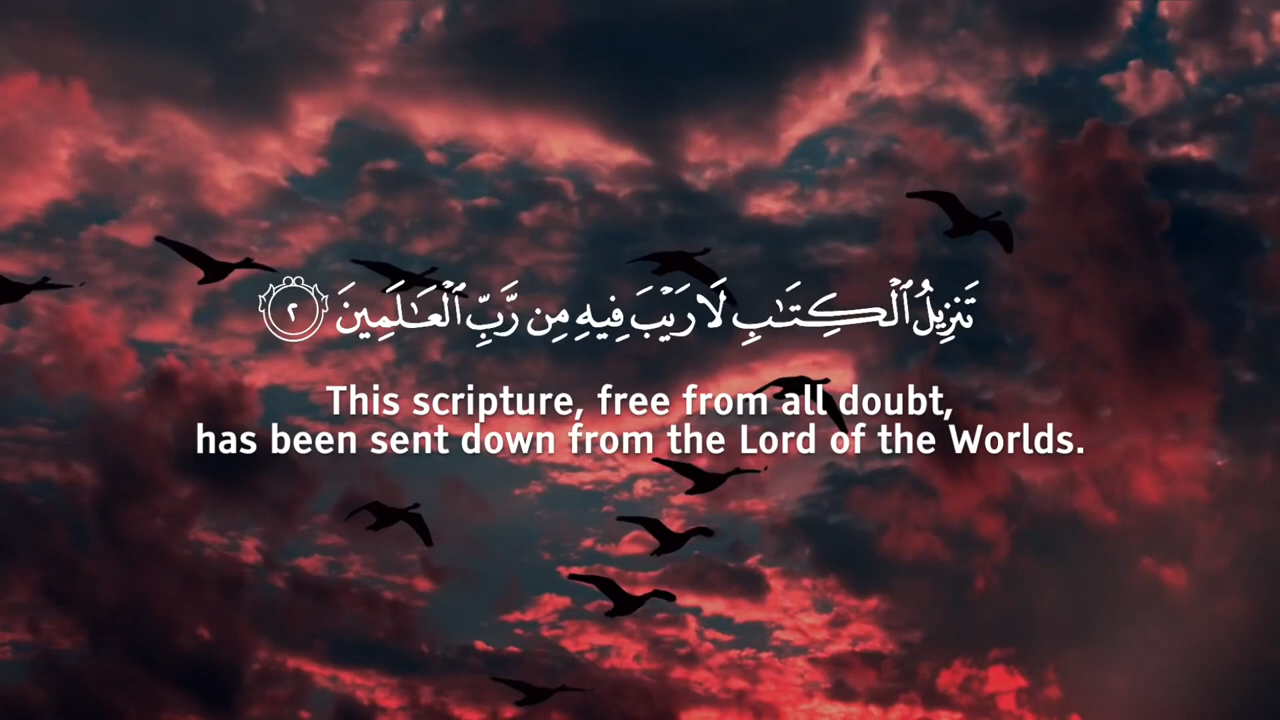 تَنزِيلُ ٱلْكِتَـٰبِ لَا رَيْبَ فِيهِ مِن رَّبِّ ٱلْعَـٰلَمِينَ ٢
This scripture, free from all doubt,
has been sent down from the Lord of the Worlds.